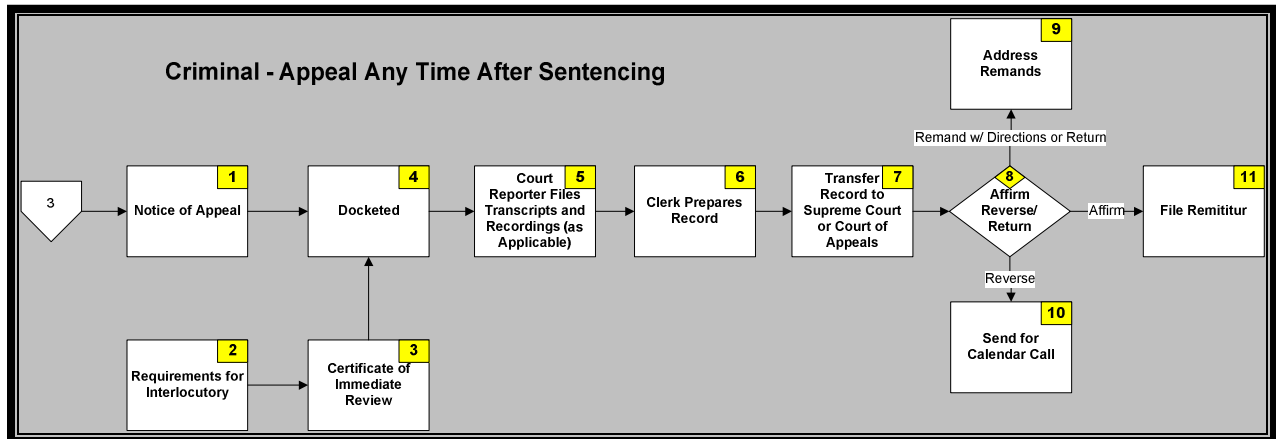 Criminal - Appeal Any Time After Sentencing
3
1
Notice of Appeal
4
Docketed
5
Court
Reporter Files
Transcripts and
Recordings (as
Applicable)
6
Clerk Prepares
Record
7
Transfer
Record to
Supreme Court
or Court of
Appeals
8
Affirm
Reverse/
Return
Remand w/ Directions or Return
9
Address
Remands
Affirm
11
File Remititur
Reverse
10
Send for
Calendar Call
2
Requirements for
Interlocutory
3
Certificate of
Immediate
Review